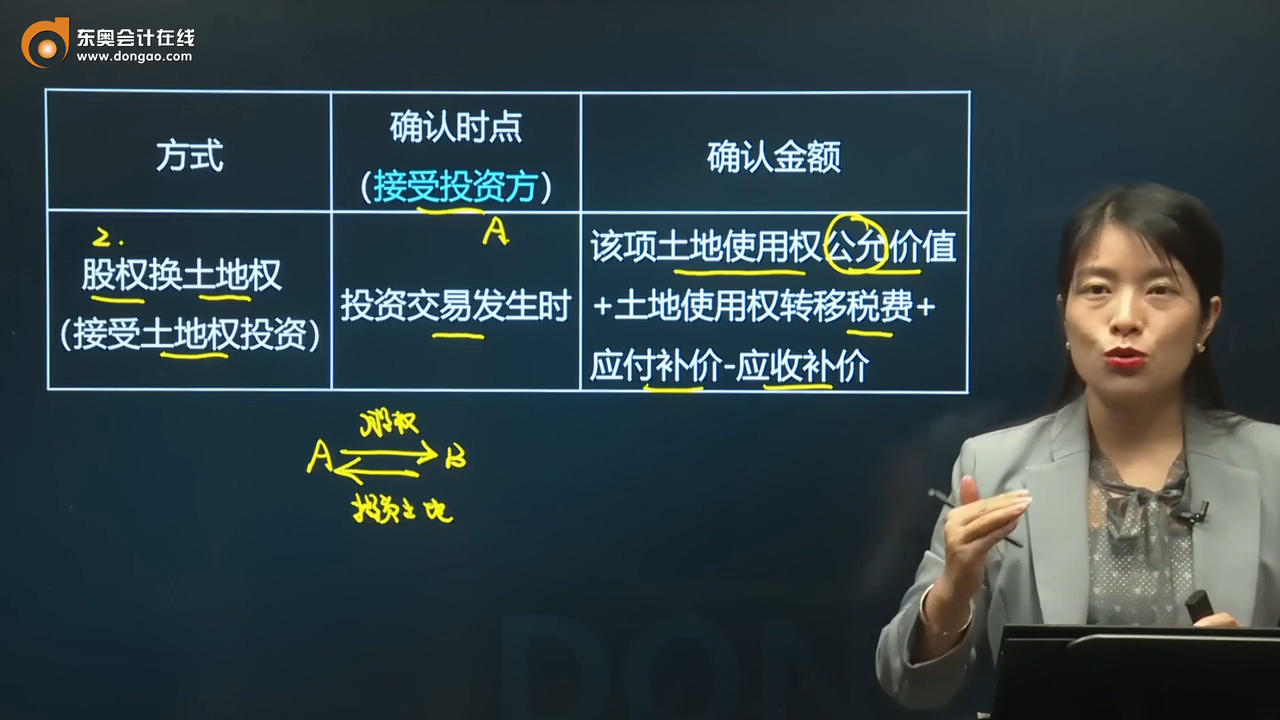 东奥会计在线
www.dongao.com
方式
确认时点
(接受投资方)
确认金额
A
2.
股权换土地权
(接受土地权投资)
投资交易发生时
该项土地使用权公允价值
+土地使用权转移税费+
应付补价-应收补价
股权
A
B
投资土地
DON